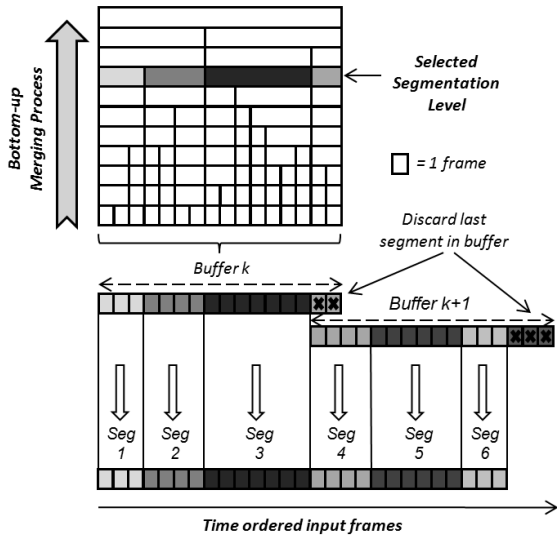 Bottom-up
Merging Process
Selected
Segmentation
Level
= 1 frame
Discard last
segment in buffer
Buffer k
Buffer k+1
Seg
1
Seg
2
Seg
3
Seg
4
Seg
5
Seg
6
Time ordered input frames